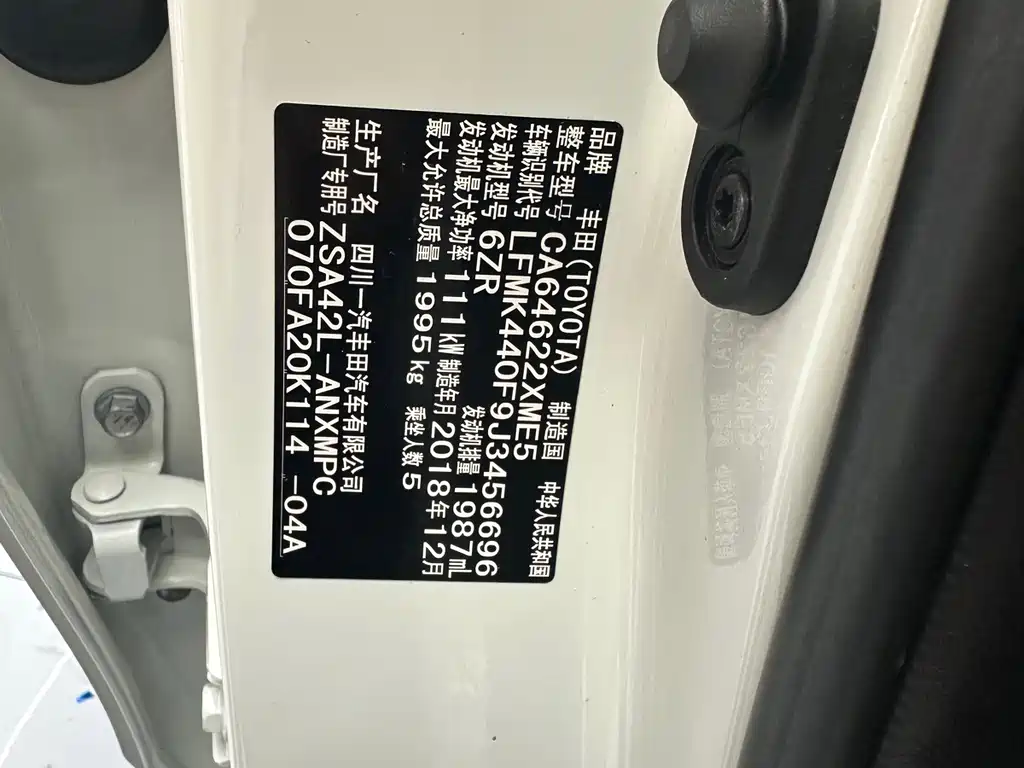 品牌 丰田(TOYOTA) 制造国 中华人民共和国
整车型号 CA64622XME5
车辆识别代号 LFMK440F9J3456696
发动机型号 6ZR 发动机排量 1987mL
发动机最大净功率 111kW 制造年月 2018年12月
最大允许总质量 1995kg 乘坐人数 5
生产厂名 四川一汽丰田汽车有限公司
制造厂专用号 ZSA42L-ANXMPC
070FA20K114 -04A